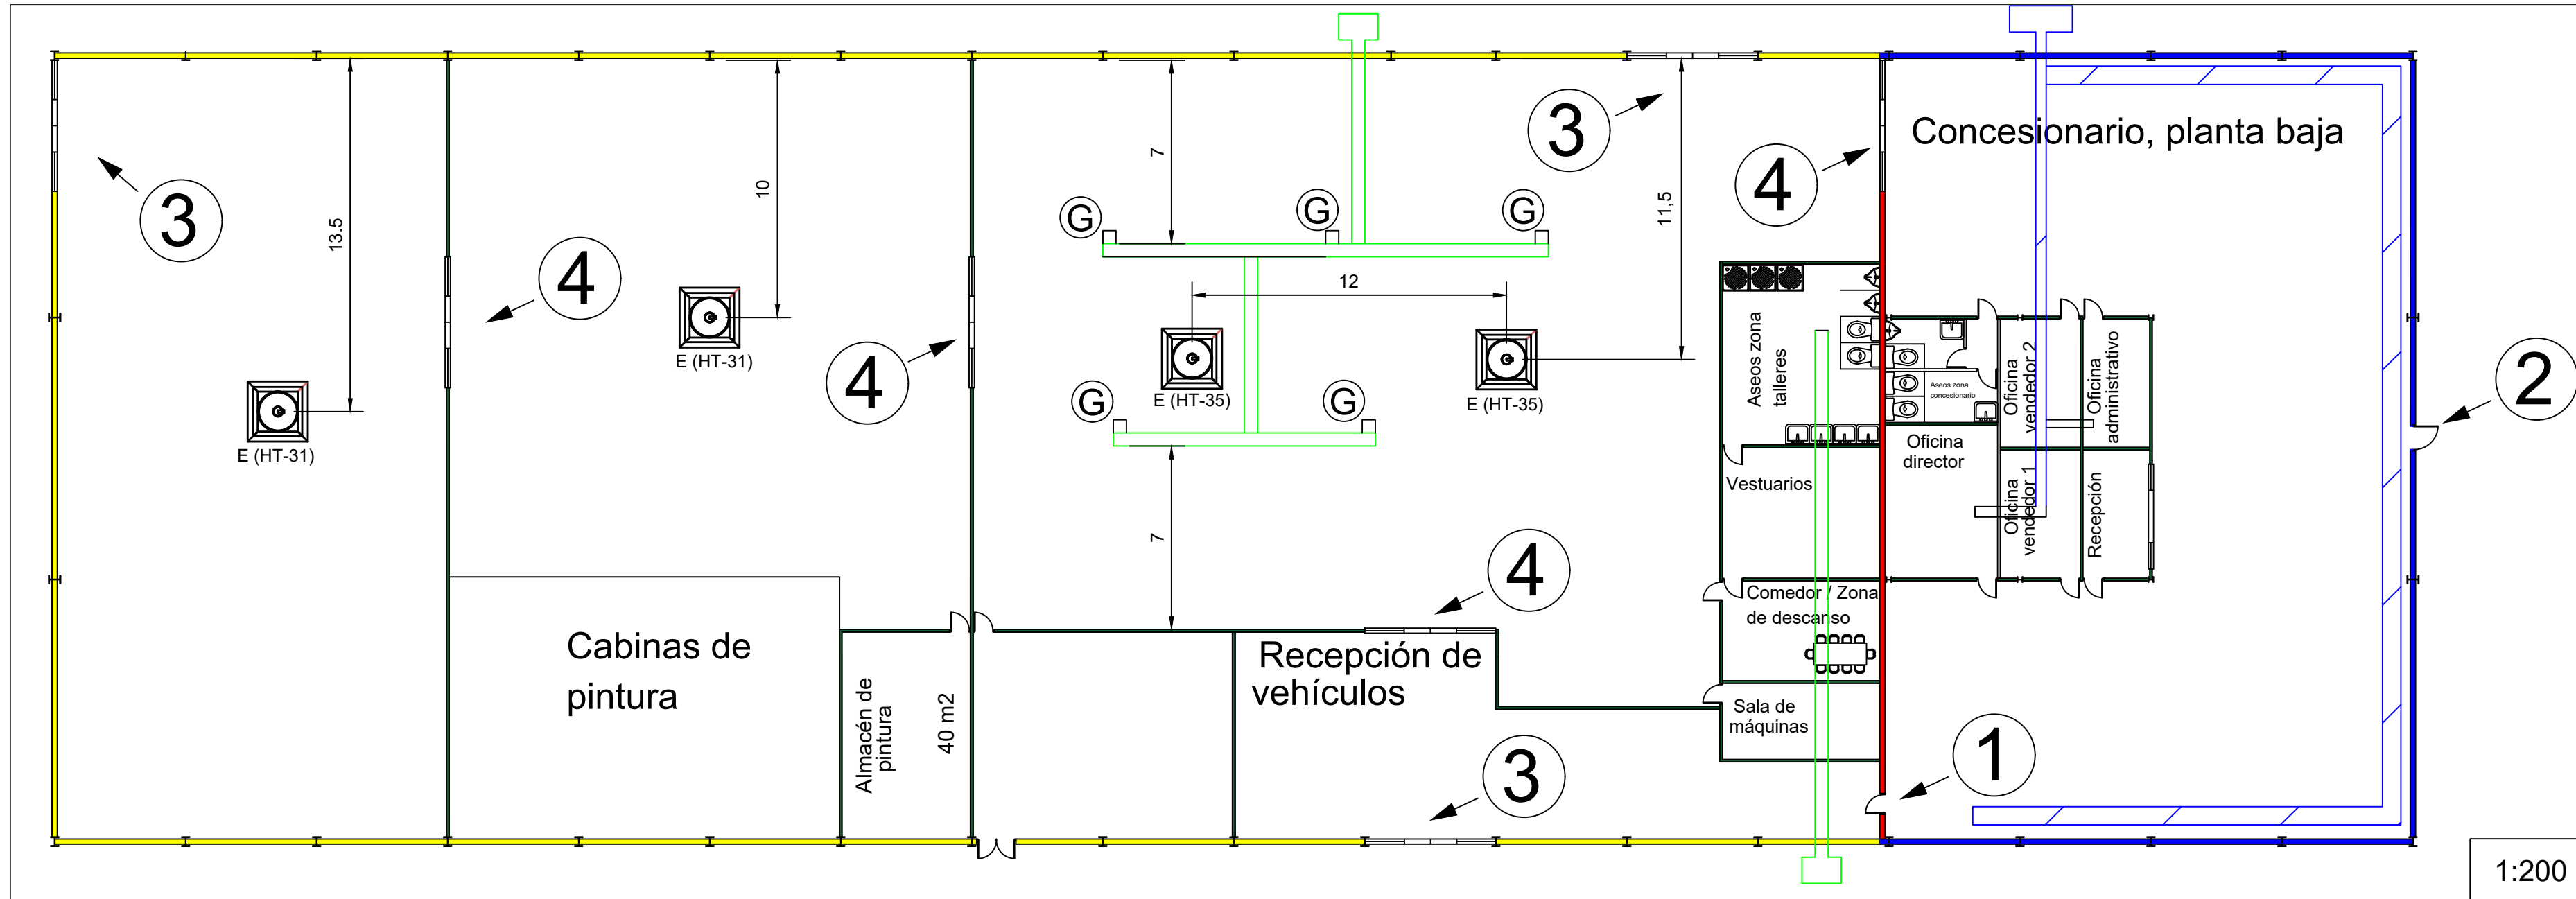 3
13.5
E (HT-31)
4
10
E (HT-31)
4
Cabinas de
pintura
Almacén de
pintura
40 m2
7
G
G
G
12
E (HT-35)
E (HT-35)
G
G
7
3
11,5
4
Recepción de
vehículos
4
3
Aseos zona
talleres
Vestuarios
Comedor / Zona
de descanso
Sala de
máquinas
1
Concesionario, planta baja
Aseos zona
concesionario
Oficina
director
Oficina
vendedor 2
Oficina
administrativo
Oficina
vendedor 1
Recepción
2
1:200